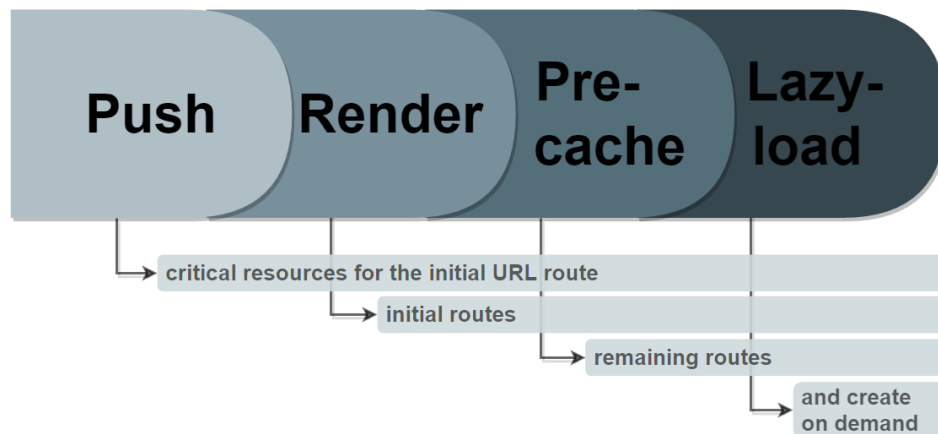 Push
Render
Pre-
cache
Lazy-
load
critical resources for the initial URL route
initial routes
remaining routes
and create
on demand